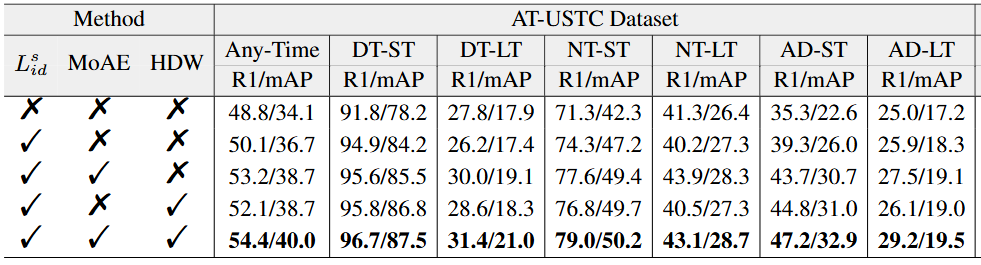 Method AT-USTC Dataset
L^s_id MoAE HDW Any-Time DT-ST DT-LT NT-ST NT-LT AD-ST AD-LT
R1/mAP R1/mAP R1/mAP R1/mAP R1/mAP R1/mAP R1/mAP
✗ ✗ ✗ 48.8/34.1 91.8/78.2 27.8/17.9 71.3/42.3 41.3/26.4 35.3/22.6 25.0/17.2
✓ ✗ ✗ 50.1/36.7 94.9/84.2 26.2/17.4 74.3/47.2 40.2/27.3 39.3/26.0 25.9/18.3
✓ ✓ ✗ 53.2/38.7 95.6/85.5 30.0/19.1 77.6/49.4 43.9/28.3 43.7/30.7 27.5/19.1
✓ ✗ ✓ 52.1/38.7 95.8/86.8 28.6/18.3 76.8/49.7 40.5/27.3 44.8/31.0 26.1/19.0
✓ ✓ ✓ 54.4/40.0 96.7/87.5 31.4/21.0 79.0/50.2 43.1/28.7 47.2/32.9 29.2/19.5